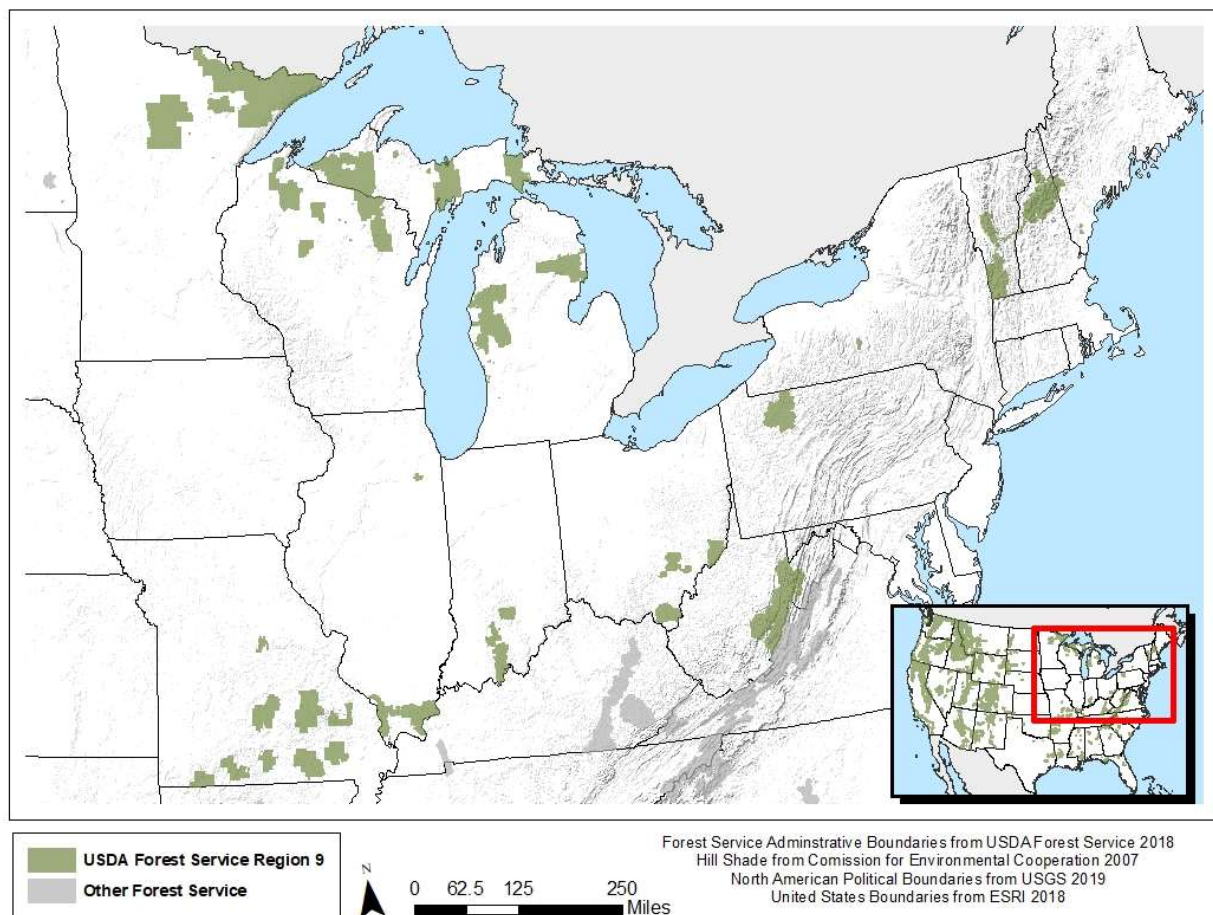 USDA Forest Service Region 9
Other Forest Service
N
0 62.5 125 250
Miles
Forest Service Adminstrative Boundaries from USDA Forest Service 2018
Hill Shade from Comission for Environmental Cooperation 2007
North American Political Boundaries from USGS 2019
United States Boundaries from ESRI 2018